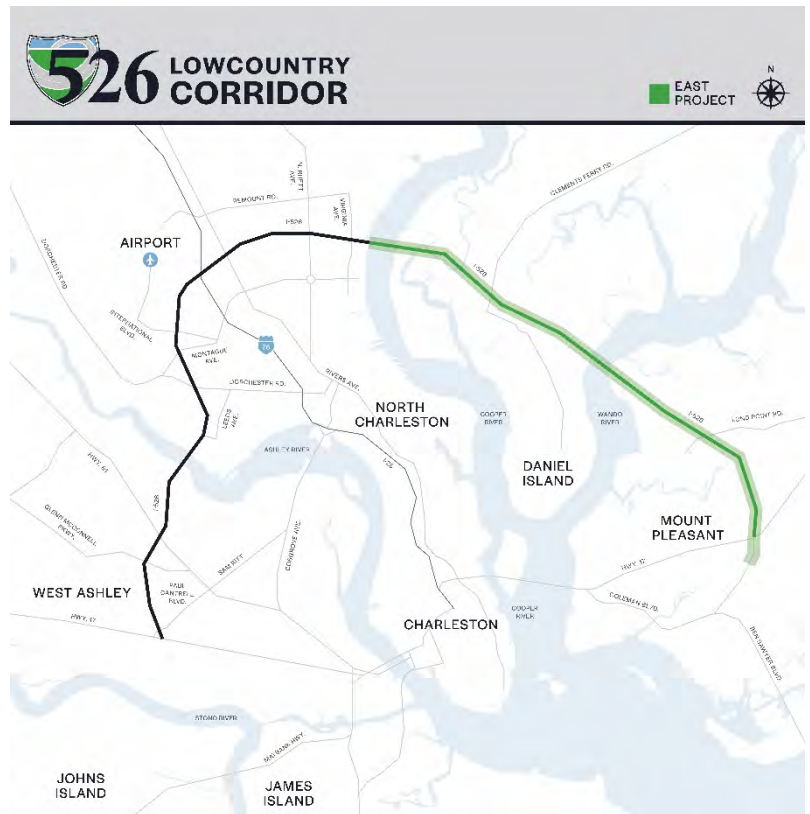 526 LOWCOUNTRY
CORRIDOR
EAST
PROJECT
N
CLEMENTS FERRY RD.
N. RHETT
AVE.
REMOUNT RD.
VIRGINIA
AVE.
I-526
AIRPORT
DORCHESTER RD.
I-526
INTERNATIONAL
BLVD.
MONTAGUE
AVE.
26
DORCHESTER RD.
RIVERS AVE.
LEEDS
AVE.
NORTH
CHARLESTON
COOPER
RIVER
WANDO
RIVER
I-526
LONG POINT RD.
HWY. 61
ASHLEY RIVER
I-26
DANIEL
ISLAND
I-526
GLENN MCCONNELL
PKWY.
COSGROVE AVE.
MOUNT
PLEASANT
SAM RITT
HWY. 17
WEST ASHLEY
PAUL
CANTRELL
BLVD.
COLEMAN BLVD.
HWY. 17
CHARLESTON
COOPER
RIVER
BEN SAWYER BLVD.
STONO RIVER
MAYBANK HWY.
JOHNS
ISLAND
JAMES
ISLAND